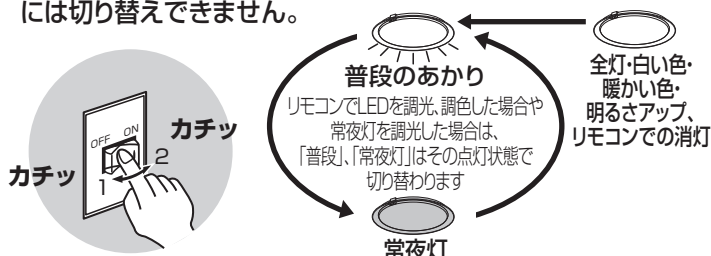 には切り替えできません。
OFF ON
カチッ
2
カチッ
1
普段のあかり
リモコンでLEDを調光、調色した場合や
常夜灯を調光した場合は、
「普段」、「常夜灯」はその点灯状態で
切り替わります
常夜灯
全灯・白い色・
暖かい色・
明るさアップ、
リモコンでの消灯